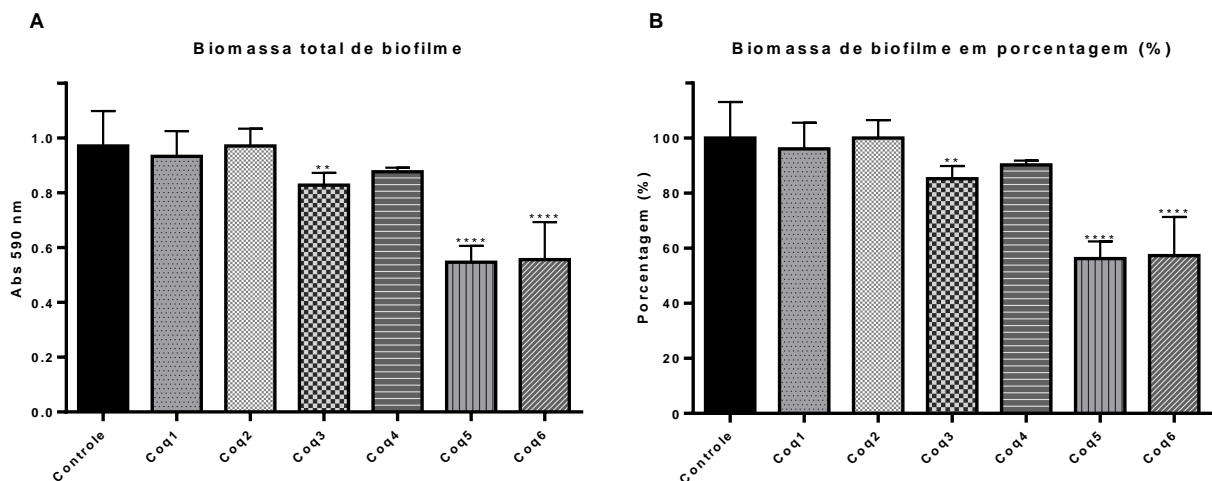 A
Biomassa total de biofilme
Abs 590 nm
1.0
0.8
0.6
0.4
0.2
0.0
**
****
****
Controle
Coq1
Coq2
Coq3
Coq4
Coq5
Coq6
B
Biomassa de biofilme em porcentagem (%)
Porcentagem (%)
100
80
60
40
20
0
**
****
****
Controle
Coq1
Coq2
Coq3
Coq4
Coq5
Coq6